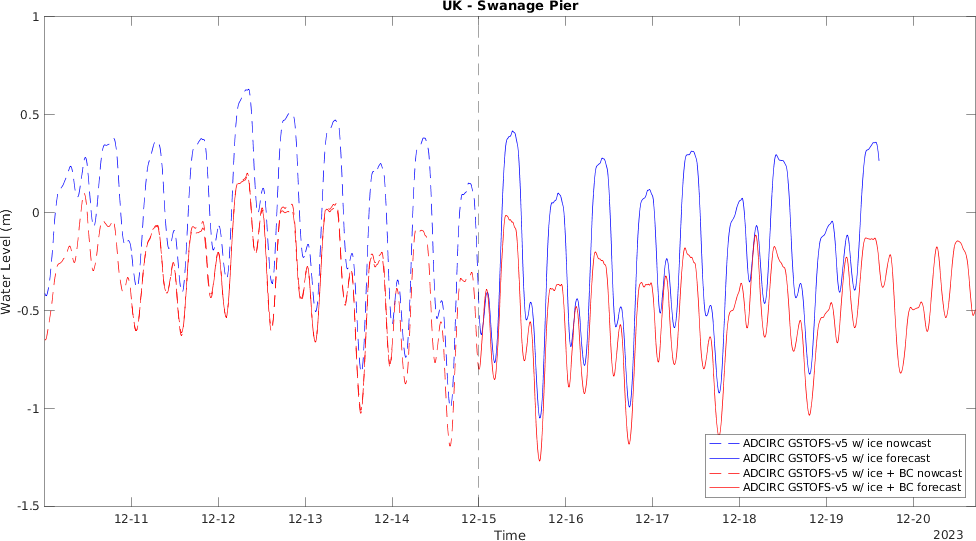 UK - Swanage Pier
Water Level (m)
1
0.5
0
-0.5
-1
-1.5
ADCIRC GSTOFS-v5 w/ ice nowcast
ADCIRC GSTOFS-v5 w/ ice forecast
ADCIRC GSTOFS-v5 w/ ice + BC nowcast
ADCIRC GSTOFS-v5 w/ ice + BC forecast
12-11 12-12 12-13 12-14 12-15 12-16 12-17 12-18 12-19 12-20
Time
2023